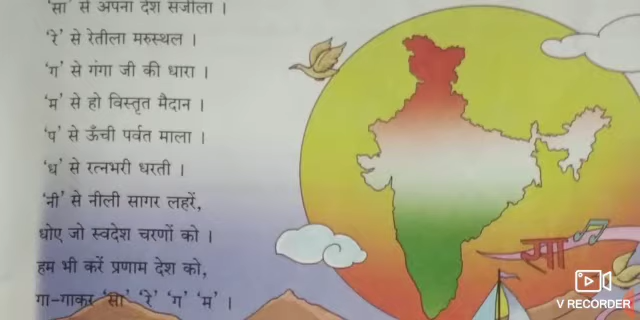 'सा' से अपना देश सजीला ।
'रे' से रेतीला मरुस्थल ।
'ग' से गंगा जी की धारा ।
'म' से हो विस्तृत मैदान ।
'प' से ऊँची पर्वत माला ।
'ध' से रत्नभरी धरती ।
'नी' से नीली सागर लहरें,
धोए जो स्वदेश चरणों को ।
हम भी करें प्रणाम देश को,
गा-गाकर 'सा' 'रे' 'ग' 'म' ।
सा
V RECORDER